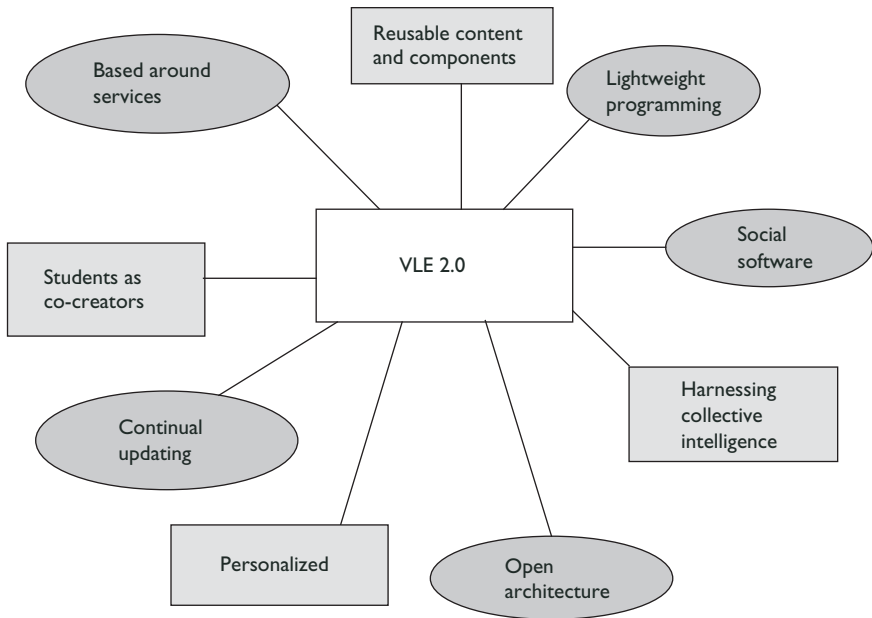 Reusable content
and components
Based around
services
Lightweight
programming
Social
software
VLE 2.0
Students as
co-creators
Harnessing
collective
intelligence
Continual
updating
Personalized
Open
architecture